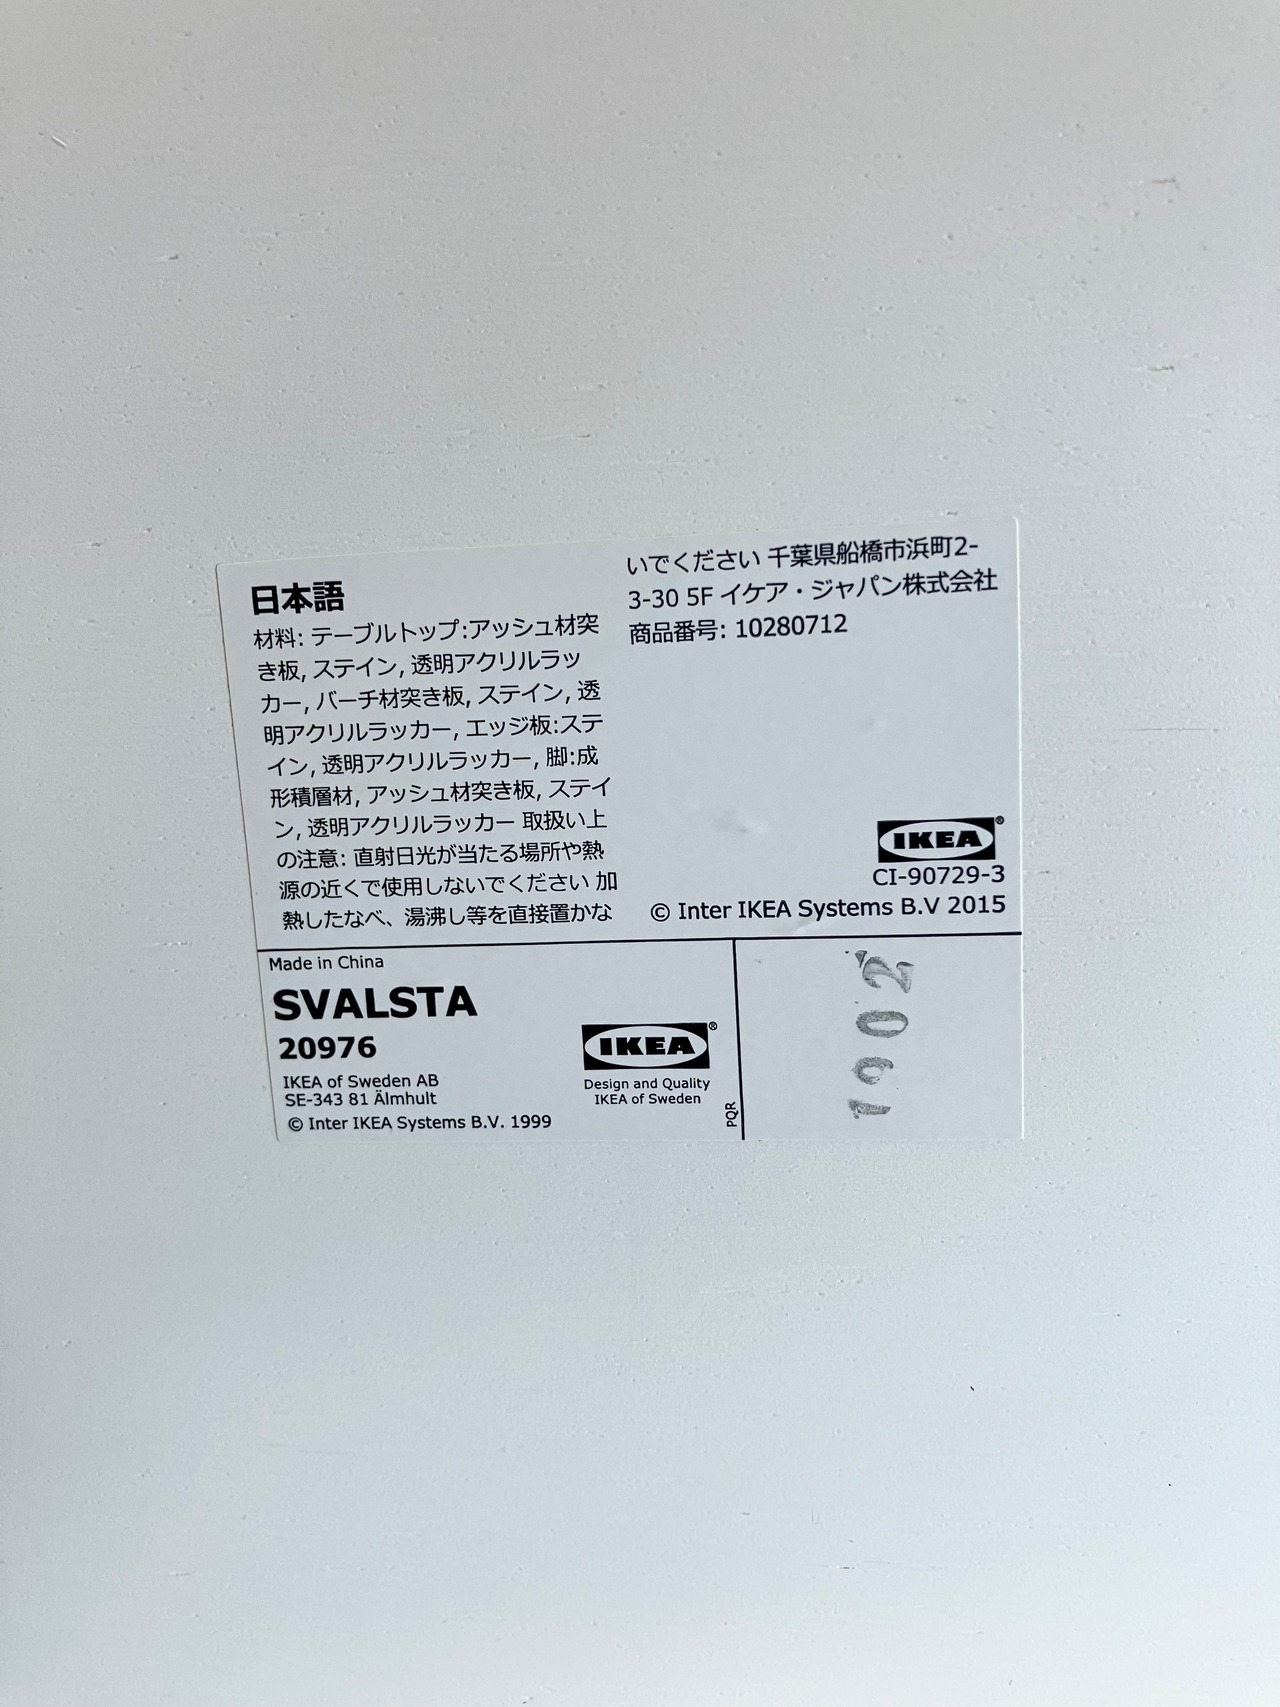 日本語
材料: テーブルトップ:アッシュ材突
き板, ステイン, 透明アクリルラッ
カー, バーチ材突き板, ステイン, 透
明アクリルラッカー, エッジ板:ステ
イン, 透明アクリルラッカー, 脚:成
形積層材, アッシュ材突き板, ステイ
ン, 透明アクリルラッカー 取扱い上
の注意: 直射日光が当たる場所や熱
源の近くで使用しないでください 加
熱したなべ、湯沸し等を直接置かな
いでください 千葉県船橋市浜町2-
3-30 5F イケア・ジャパン株式会社
商品番号: 10280712
IKEA®
CI-90729-3
© Inter IKEA Systems B.V 2015
Made in China
SVALSTA
20976
IKEA of Sweden AB
SE-343 81 Älmhult
© Inter IKEA Systems B.V. 1999
IKEA®
Design and Quality
IKEA of Sweden
PQR
1902